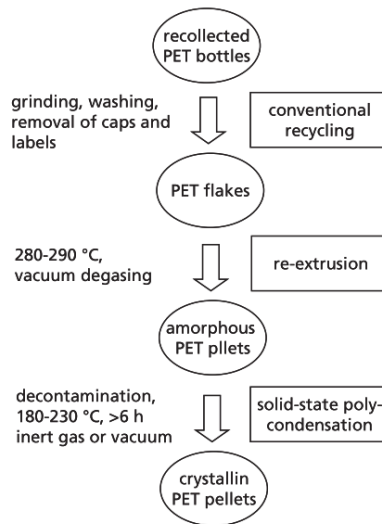 recollected
PET bottles
grinding, washing,
removal of caps and
labels
conventional
recycling
PET flakes
280-290 °C,
vacuum degasing
re-extrusion
amorphous
PET pllets
decontamination,
180-230 °C, >6 h
inert gas or vacuum
solid-state poly-
condensation
crystallin
PET pellets